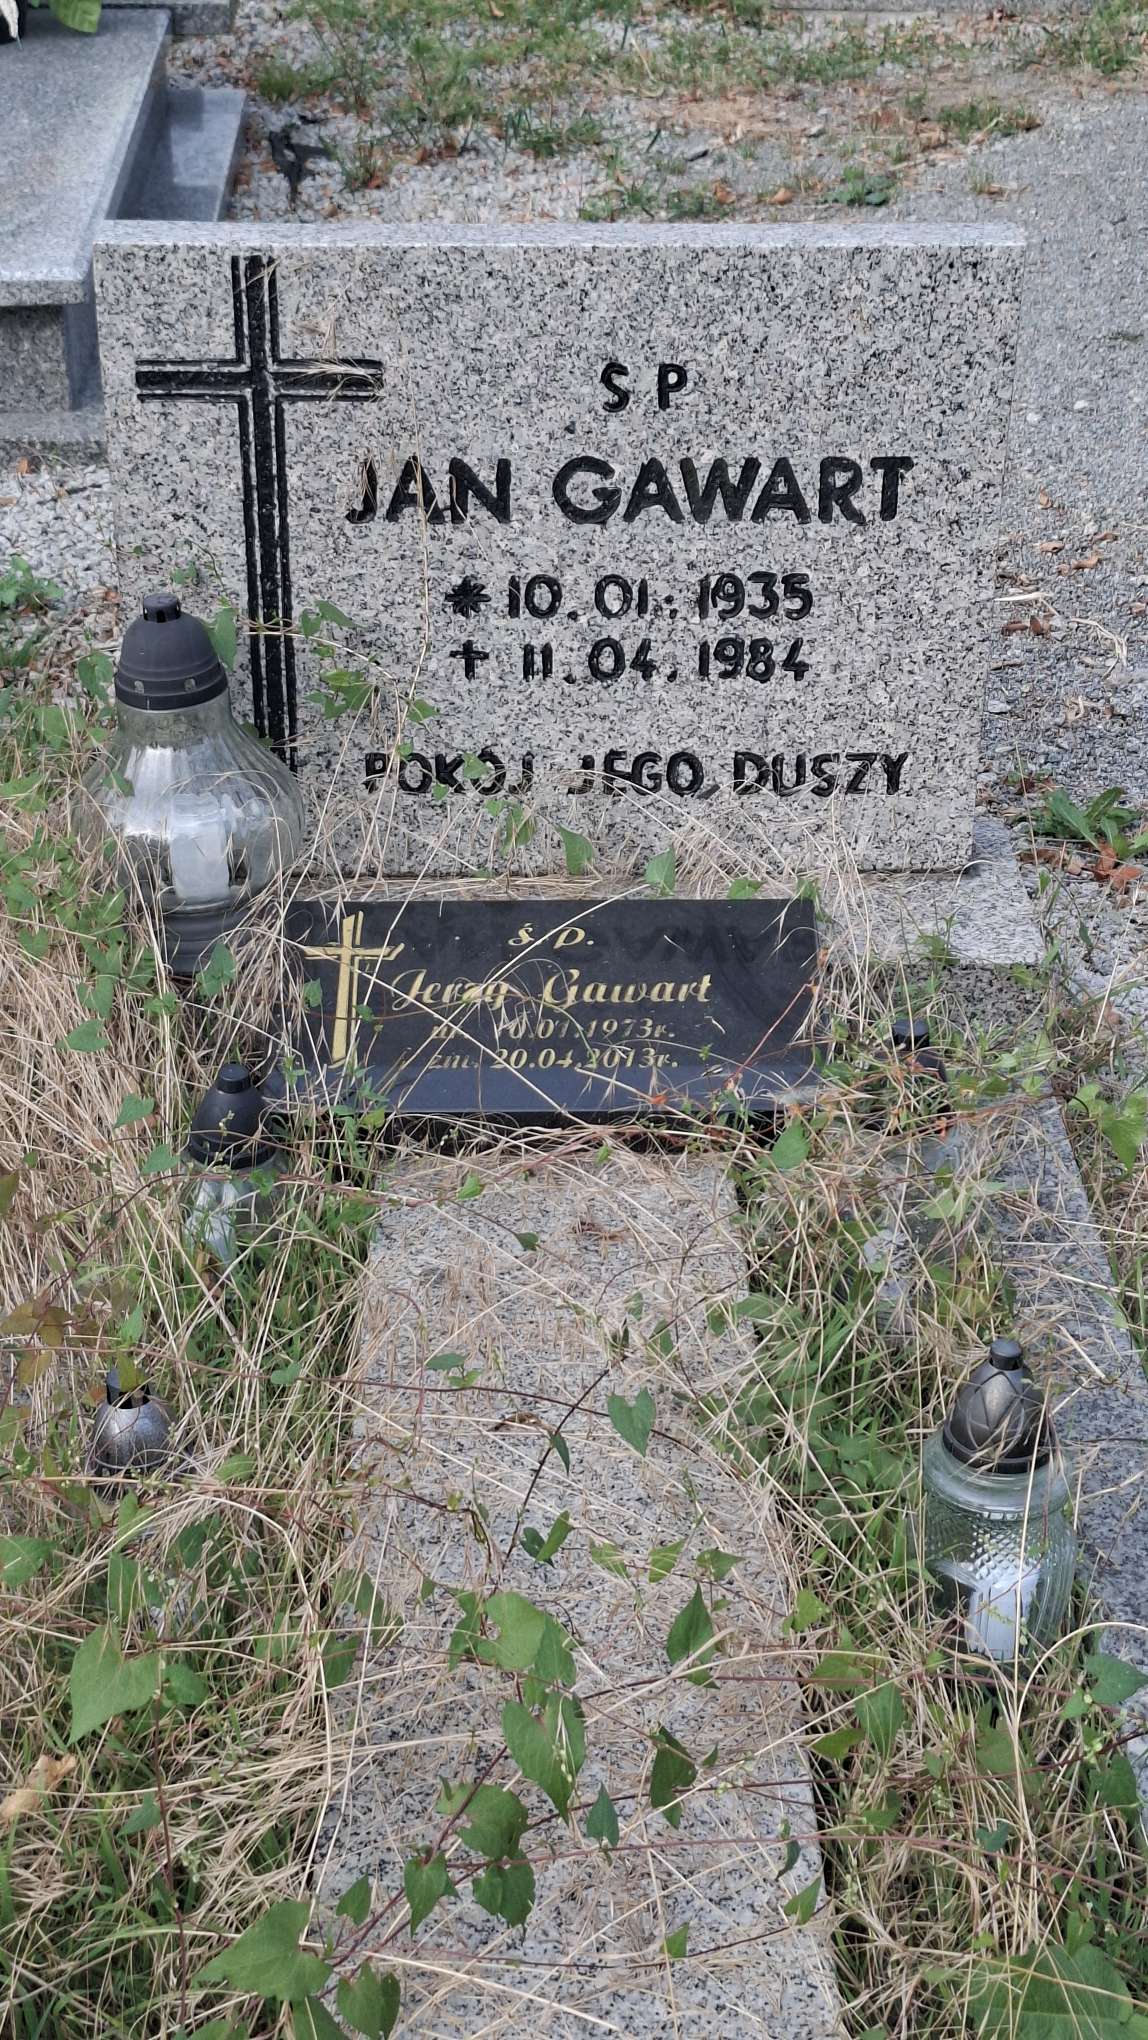 S P
JAN GAWART
* 10.01.1935
† 11.04.1984
POKÓJ JEGO DUSZY
ś. p.
Jerzy Gawart
ur. 10.01.1973r.
zm. 20.04.2013r.